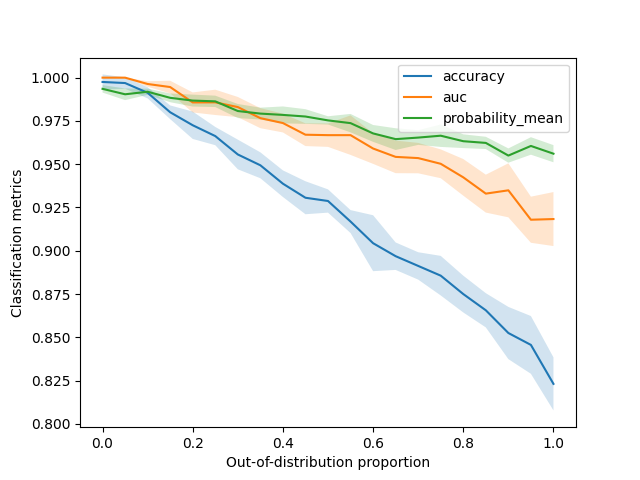 accuracy
auc
probability_mean
Classification metrics
1.000
0.975
0.950
0.925
0.900
0.875
0.850
0.825
0.800
0.0 0.2 0.4 0.6 0.8 1.0
Out-of-distribution proportion